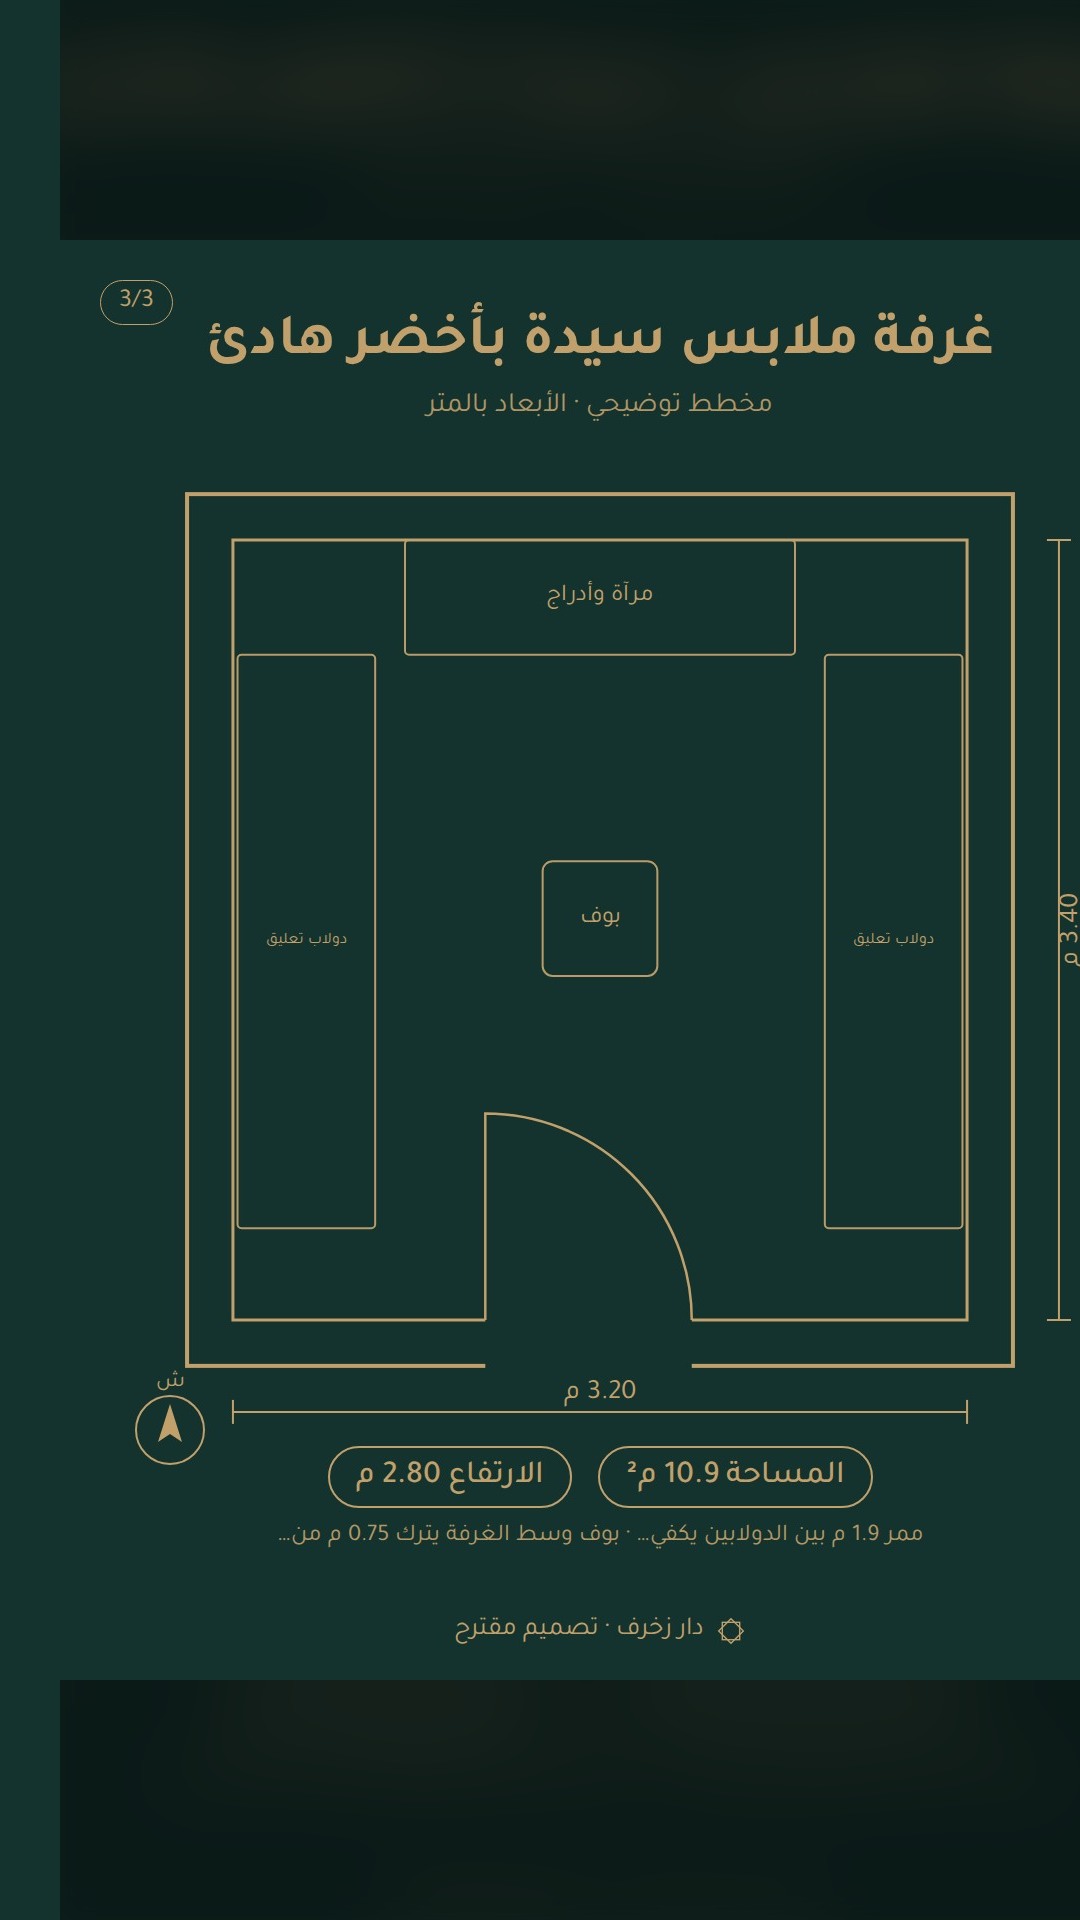 3/3
غرفة ملابس سيدة بأخضر هادئ
مخطط توضيحي · الأبعاد بالمتر
مرآة وأدراج
دولاب تعليق
بوف
دولاب تعليق
3.40 م
3.20 م
ش
المساحة 10.9 م²
الارتفاع 2.80 م
ممر 1.9 م بين الدولابين يكفي… · بوف وسط الغرفة يترك 0.75 م من…
دار زخرف · تصميم مقترح